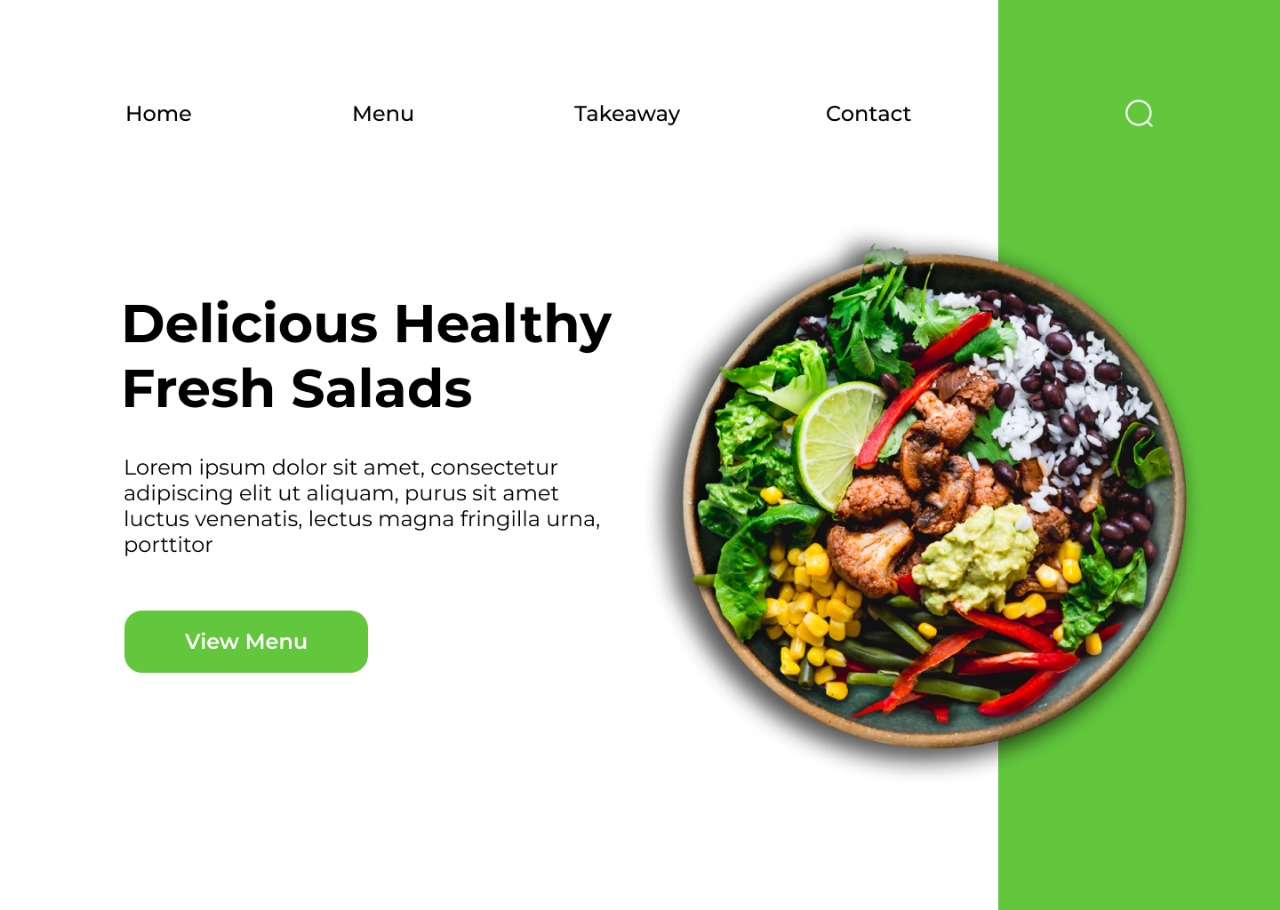 Home
Menu
Takeaway
Contact
Delicious Healthy
Fresh Salads
Lorem ipsum dolor sit amet, consectetur
adipiscing elit ut aliquam, purus sit amet
luctus venenatis, lectus magna fringilla urna,
porttitor
View Menu